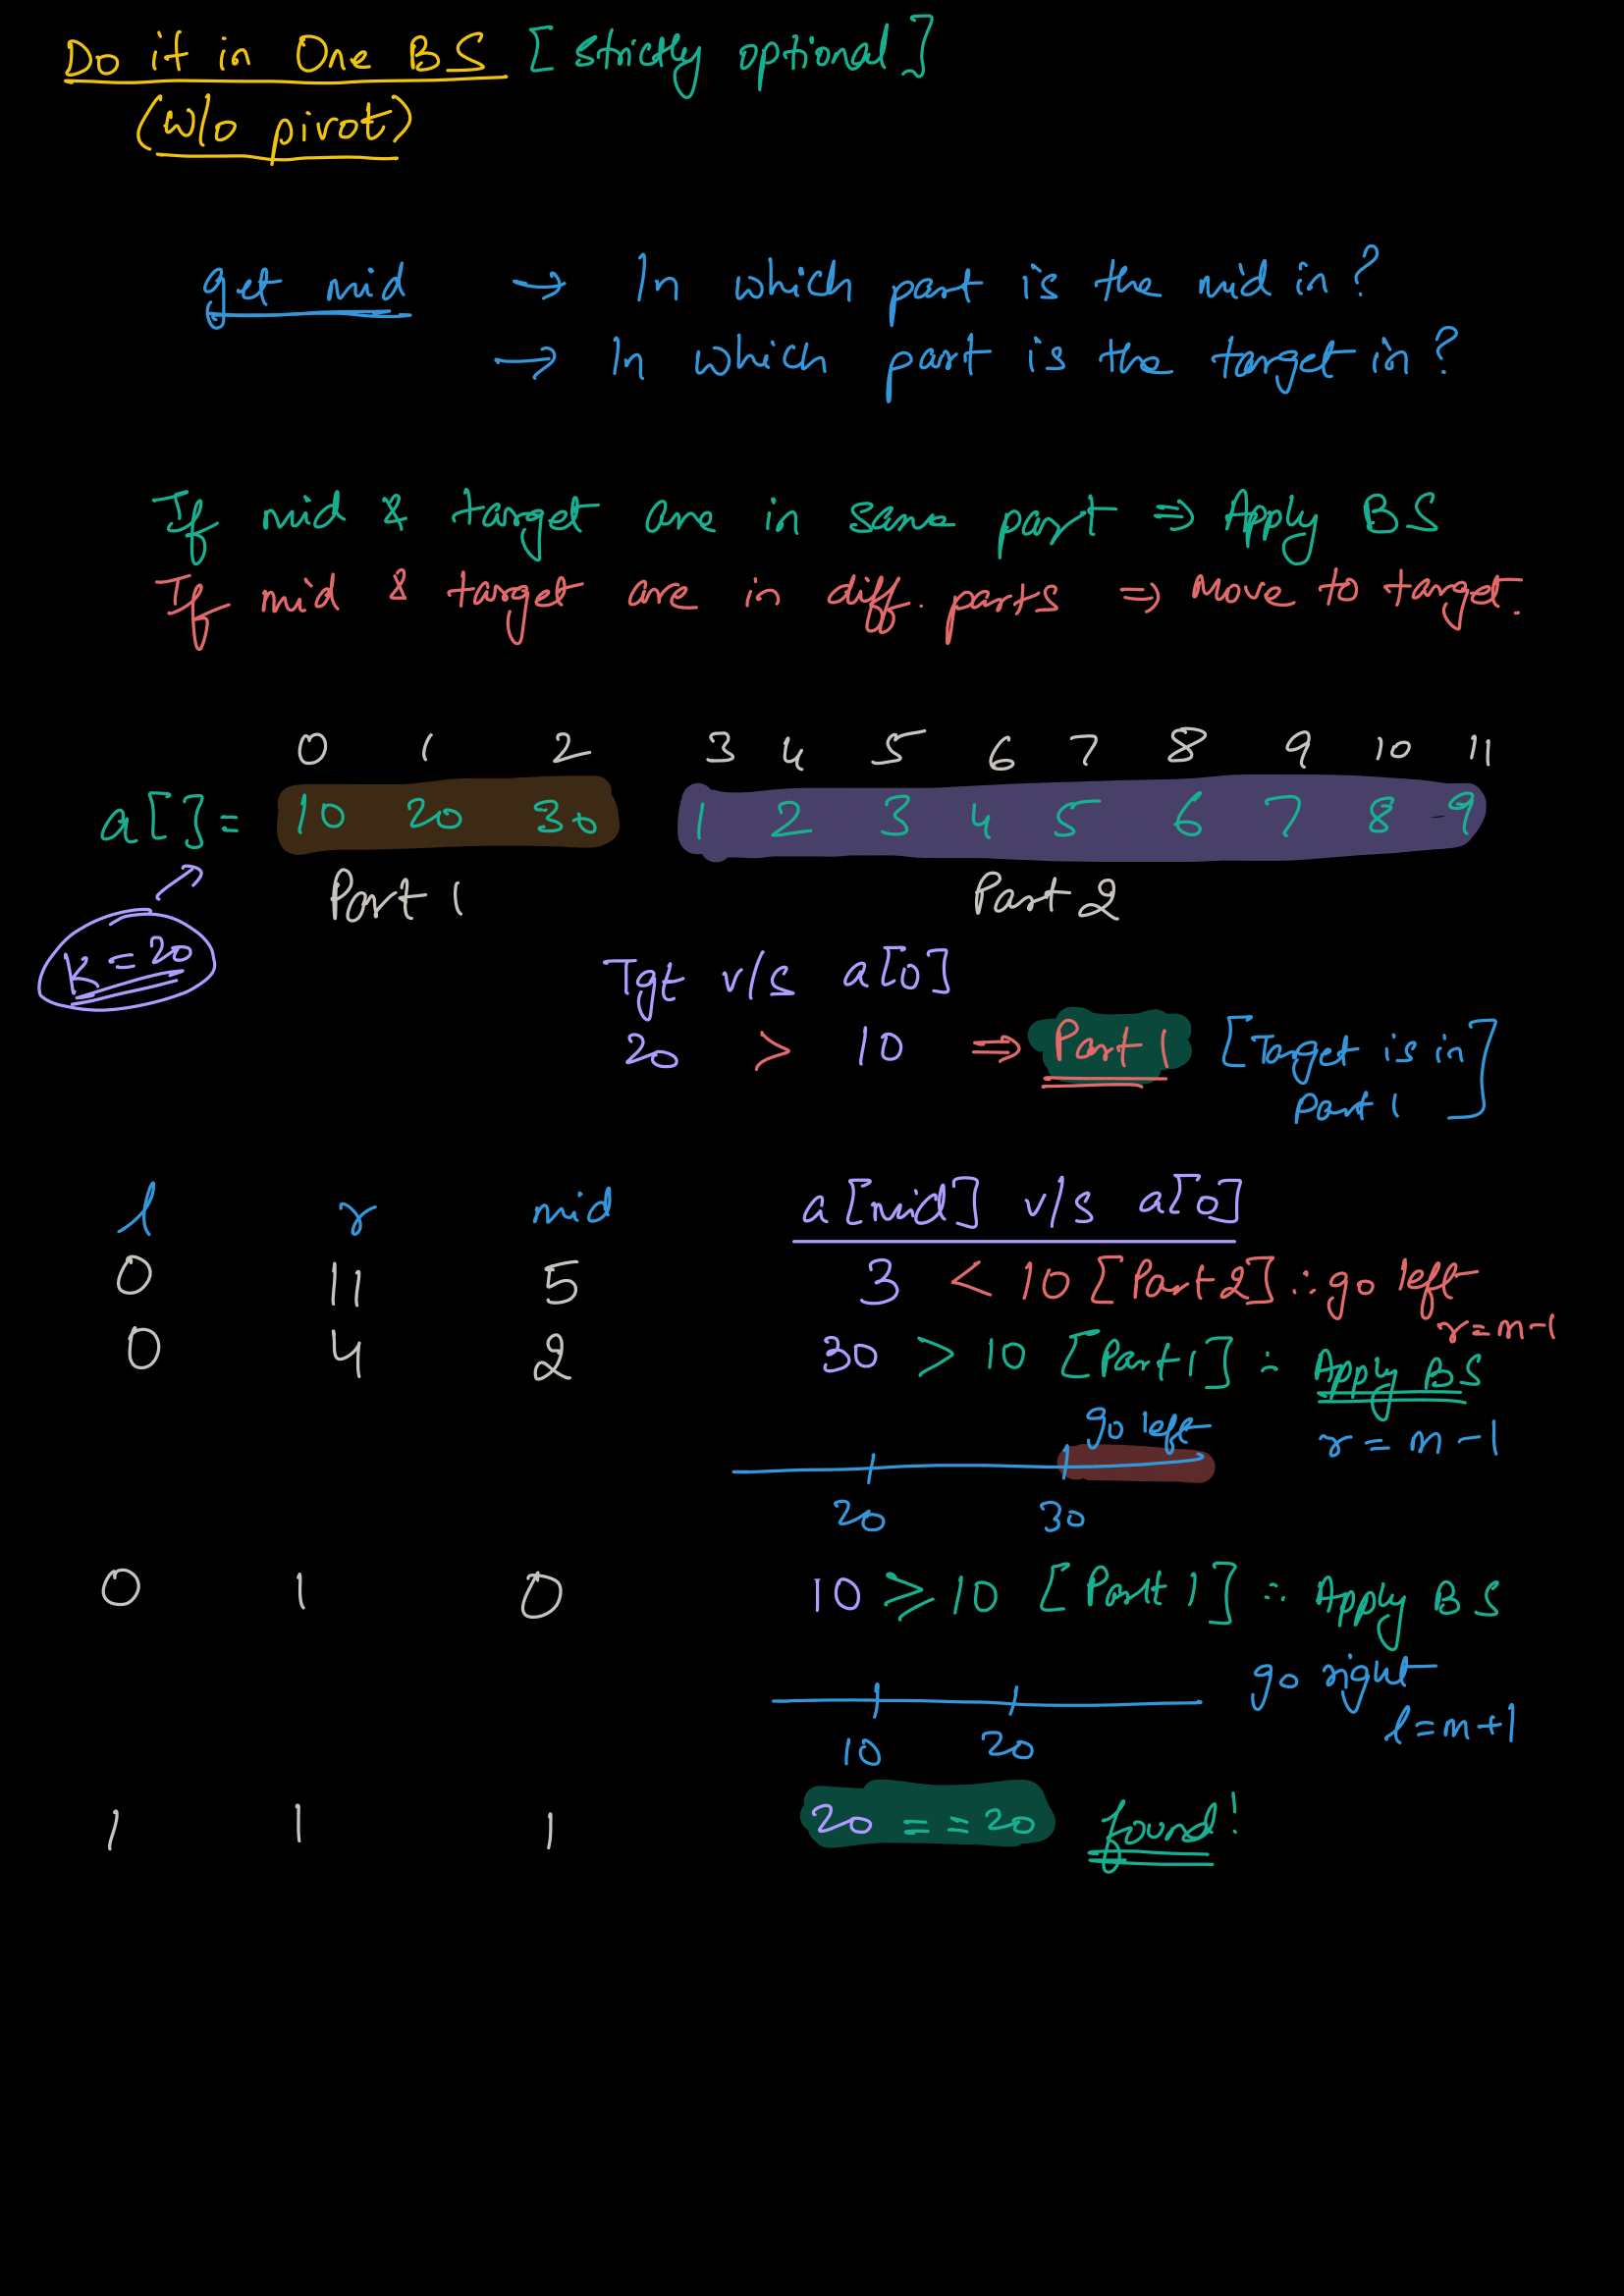 Do it in One BS [strictly optional]
(w/o pivot)
get mid → In which part is the mid in?
→ In which part is the target in?
If mid & target are in same part ⇒ Apply BS
If mid & target are in diff. parts ⇒ Move to target.
0 1 2 3 4 5 6 7 8 9 10 11
a[]= 10 20 30 1 2 3 4 5 6 7 8 9
Part 1 Part 2
K=20
Tgt v/s a[0]
20 > 10 ⇒ Part 1 [Target is in
Part 1]
l r mid a[mid] v/s a[0]
0 11 5 3 < 10 [Part 2] ∴ go left
r=m-1
0 4 2 30 > 10 [Part 1] ∴ Apply BS
go left r = m-1
20 30
0 1 0 10 ≥ 10 [Part 1] ∴ Apply BS
go right
l=m+1
10 20
1 1 1 20 == 20 found!